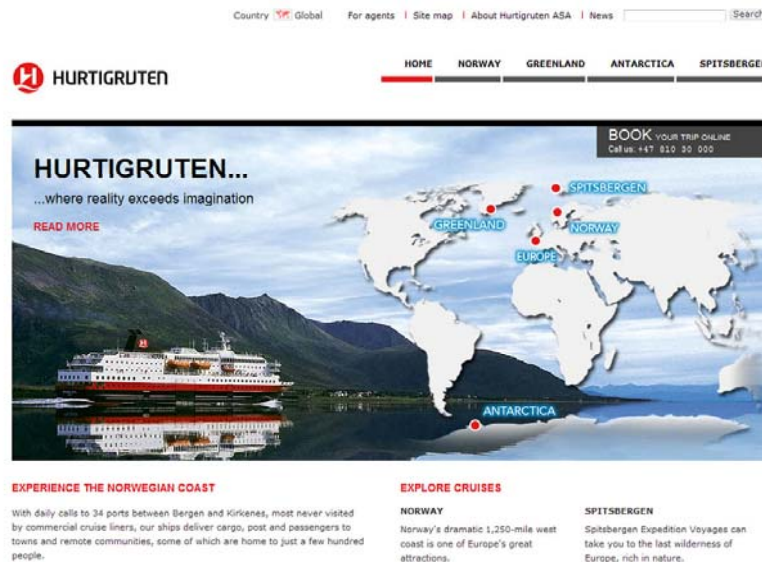 Country Global For agents | Site map | About Hurtigruten ASA | News Search
HURTIGRUTEN
HOME NORWAY GREENLAND ANTARCTICA SPITSBERGEN
BOOK YOUR TRIP ONLINE
Call us: +47 810 30 000
HURTIGRUTEN...
...where reality exceeds imagination
READ MORE
SPITSBERGEN
GREENLAND
NORWAY
EUROPE
ANTARCTICA
EXPERIENCE THE NORWEGIAN COAST
With daily calls to 34 ports between Bergen and Kirkenes, most never visited
by commercial cruise liners, our ships deliver cargo, post and passengers to
towns and remote communities, some of which are home to just a few hundred
people.
EXPLORE CRUISES
NORWAY
Norway's dramatic 1,250-mile west
coast is one of Europe's great
attractions.
SPITSBERGEN
Spitsbergen Expedition Voyages can
take you to the last wilderness of
Europe, rich in nature.